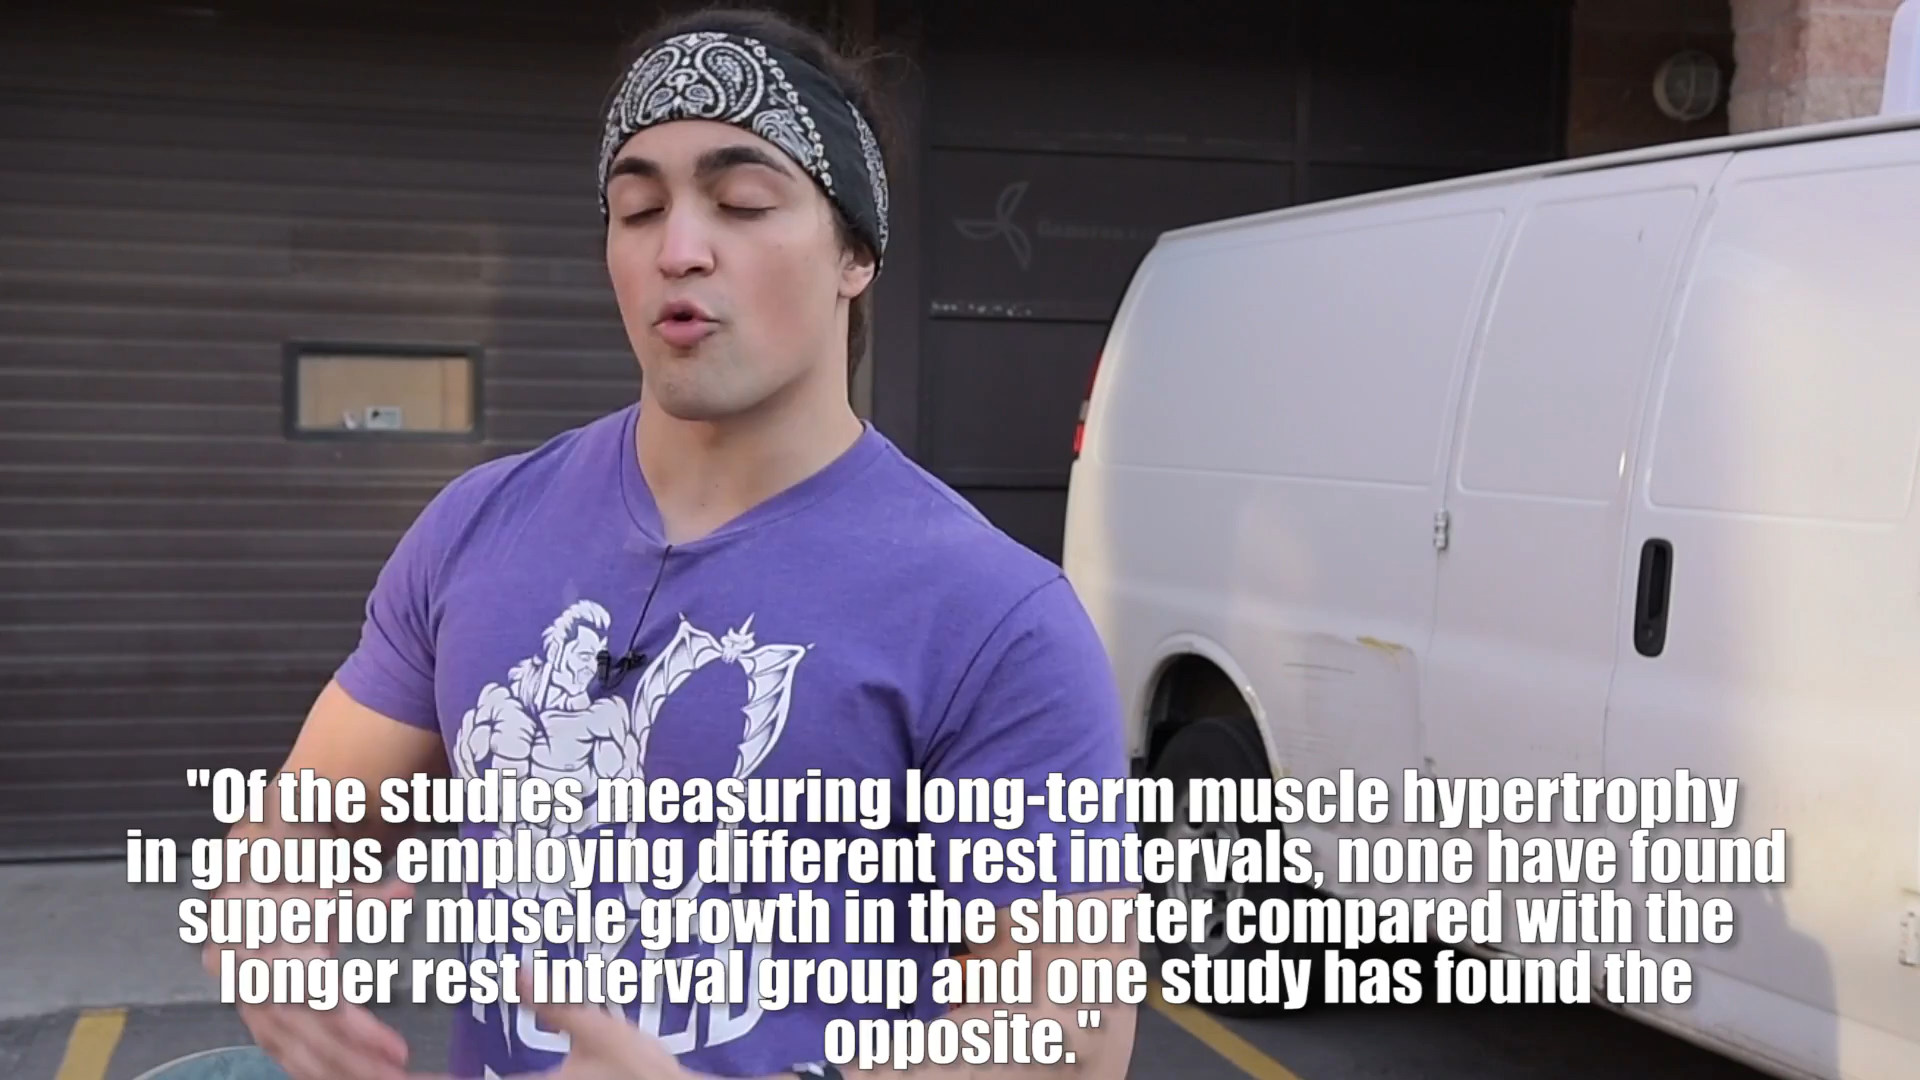 "Of the studies measuring long-term muscle hypertrophy
in groups employing different rest intervals, none have found
superior muscle growth in the shorter compared with the
longer rest interval group and one study has found the
opposite."